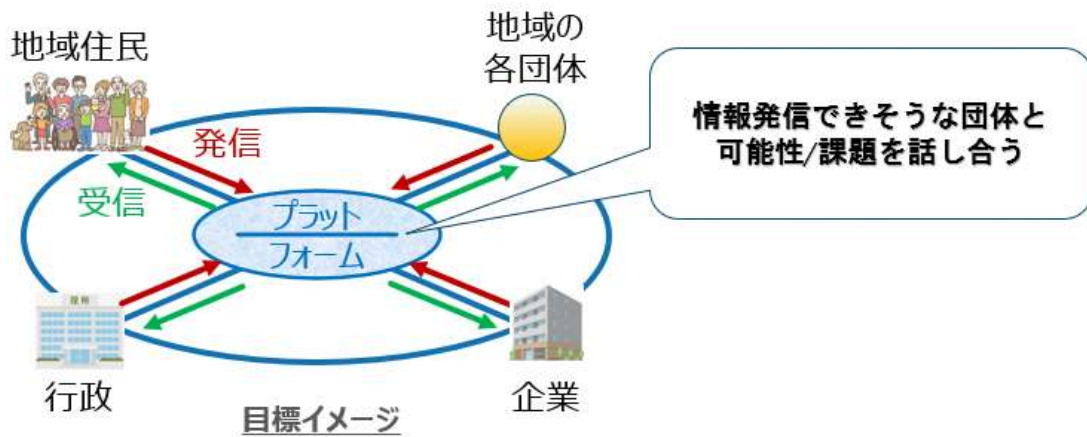 地域住民
地域の
各団体
情報発信できそうな団体と
可能性/課題を話し合う
発信
受信
プラット
フォーム
役所
行政
企業
目標イメージ